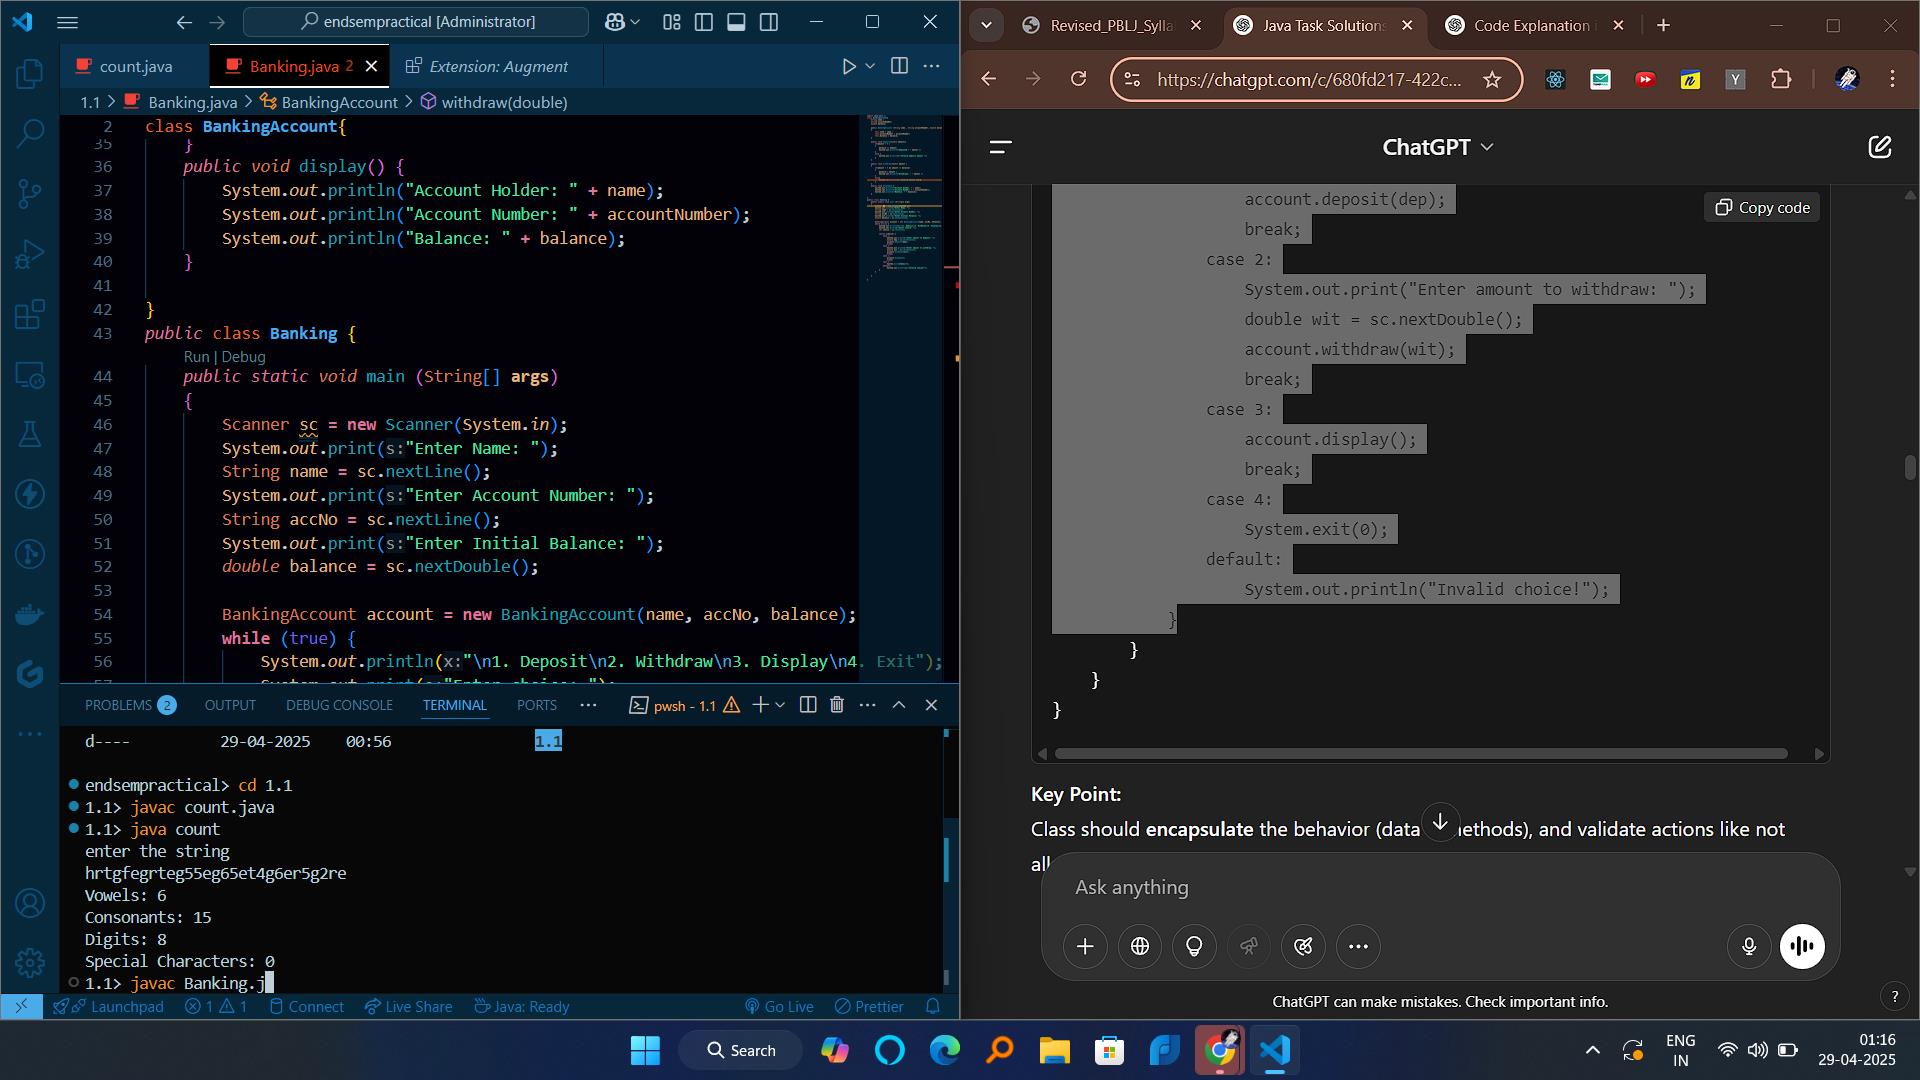 endsempractical [Administrator]
count.java
Banking.java 2
Extension: Augment
1.1 > Banking.java > BankingAccount > withdraw(double)
2 class BankingAccount{
35 }
36 public void display() {
37 System.out.println("Account Holder: " + name);
38 System.out.println("Account Number: " + accountNumber);
39 System.out.println("Balance: " + balance);
40 }
41
42 }
43 public class Banking {
Run | Debug
44 public static void main (String[] args)
45 {
46 Scanner sc = new Scanner(System.in);
47 System.out.print(s:"Enter Name: ");
48 String name = sc.nextLine();
49 System.out.print(s:"Enter Account Number: ");
50 String accNo = sc.nextLine();
51 System.out.print(s:"Enter Initial Balance: ");
52 double balance = sc.nextDouble();
53
54 BankingAccount account = new BankingAccount(name, accNo, balance);
55 while (true) {
56 System.out.println(x:"\n1. Deposit\n2. Withdraw\n3. Display\n4. Exit");
PROBLEMS 2 OUTPUT DEBUG CONSOLE TERMINAL PORTS pwsh - 1.1
d---- 29-04-2025 00:56 1.1
endsempractical> cd 1.1
1.1> javac count.java
1.1> java count
enter the string
hrtgfegrteg55eg65et4g6er5g2re
Vowels: 6
Consonants: 15
Digits: 8
Special Characters: 0
1.1> javac Banking.j
Launchpad 1 1 Connect Live Share Java: Ready Go Live Prettier
Revised_PBLJ_Sylla
Java Task Solutions
Code Explanation
https://chatgpt.com/c/680fd217-422c...
ChatGPT
Copy code
account.deposit(dep);
break;
case 2:
System.out.print("Enter amount to withdraw: ");
double wit = sc.nextDouble();
account.withdraw(wit);
break;
case 3:
account.display();
break;
case 4:
System.exit(0);
default:
System.out.println("Invalid choice!");
}
}
}
}
Key Point:
Class should encapsulate the behavior (data ethods), and validate actions like not
all
Ask anything
ChatGPT can make mistakes. Check important info.
?
Search
ENG
IN
01:16
29-04-2025